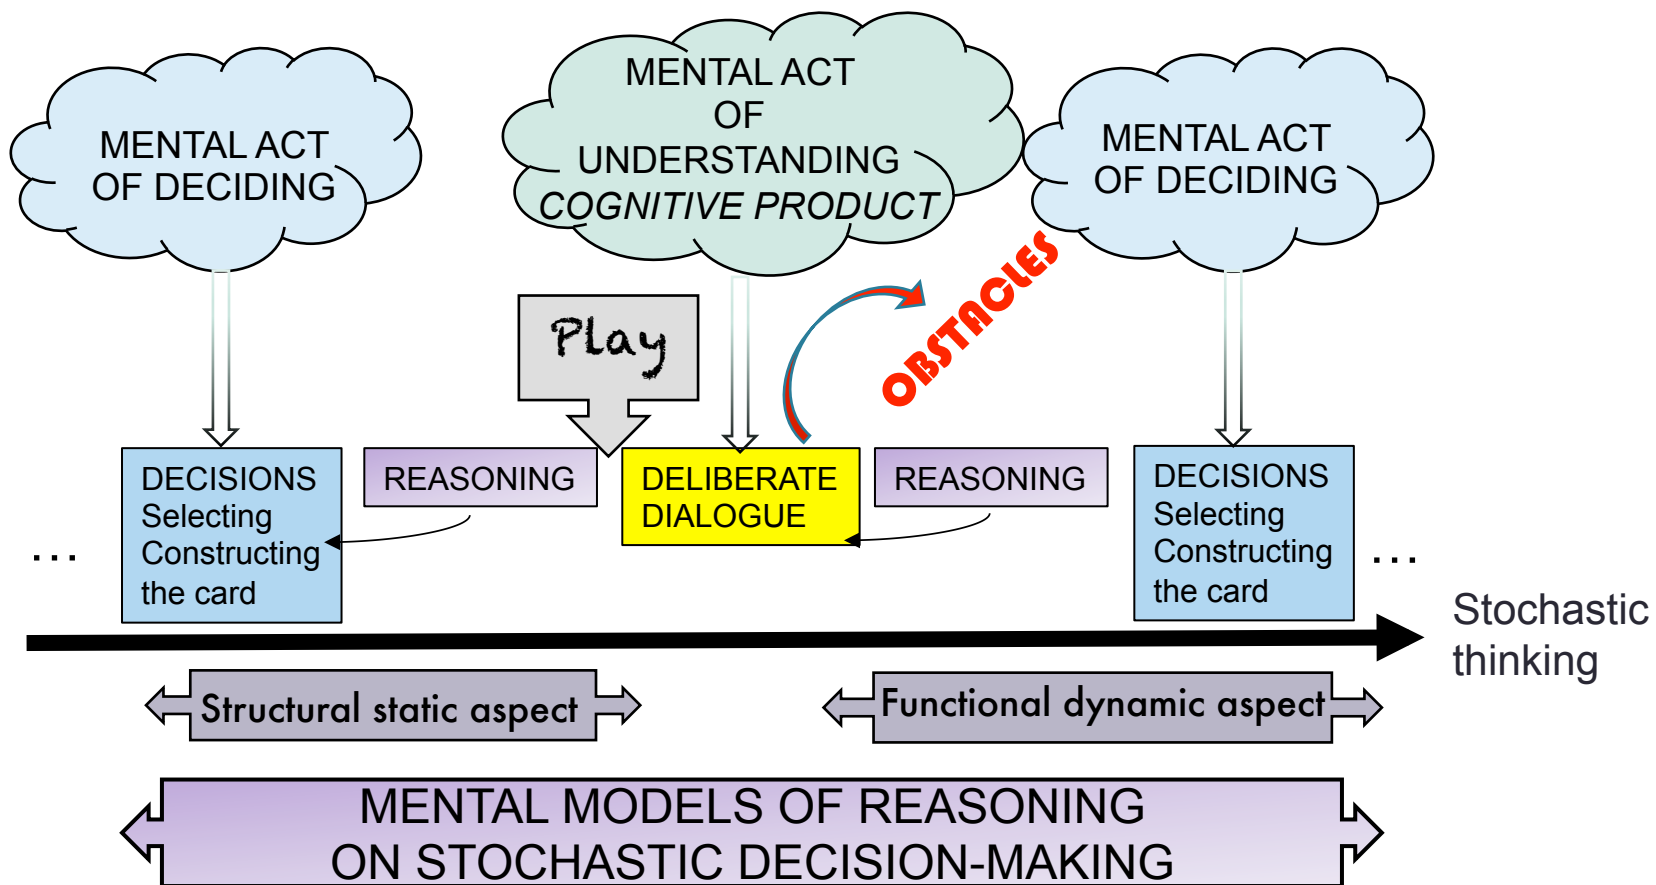 MENTAL ACT
OF DECIDING
MENTAL ACT
OF
UNDERSTANDING
COGNITIVE PRODUCT
MENTAL ACT
OF DECIDING
Play
OBSTACLES
DECISIONS
Selecting
Constructing
the card
REASONING
DELIBERATE
DIALOGUE
REASONING
DECISIONS
Selecting
Constructing
the card
...
...
Stochastic
thinking
Structural static aspect
Functional dynamic aspect
MENTAL MODELS OF REASONING
ON STOCHASTIC DECISION-MAKING